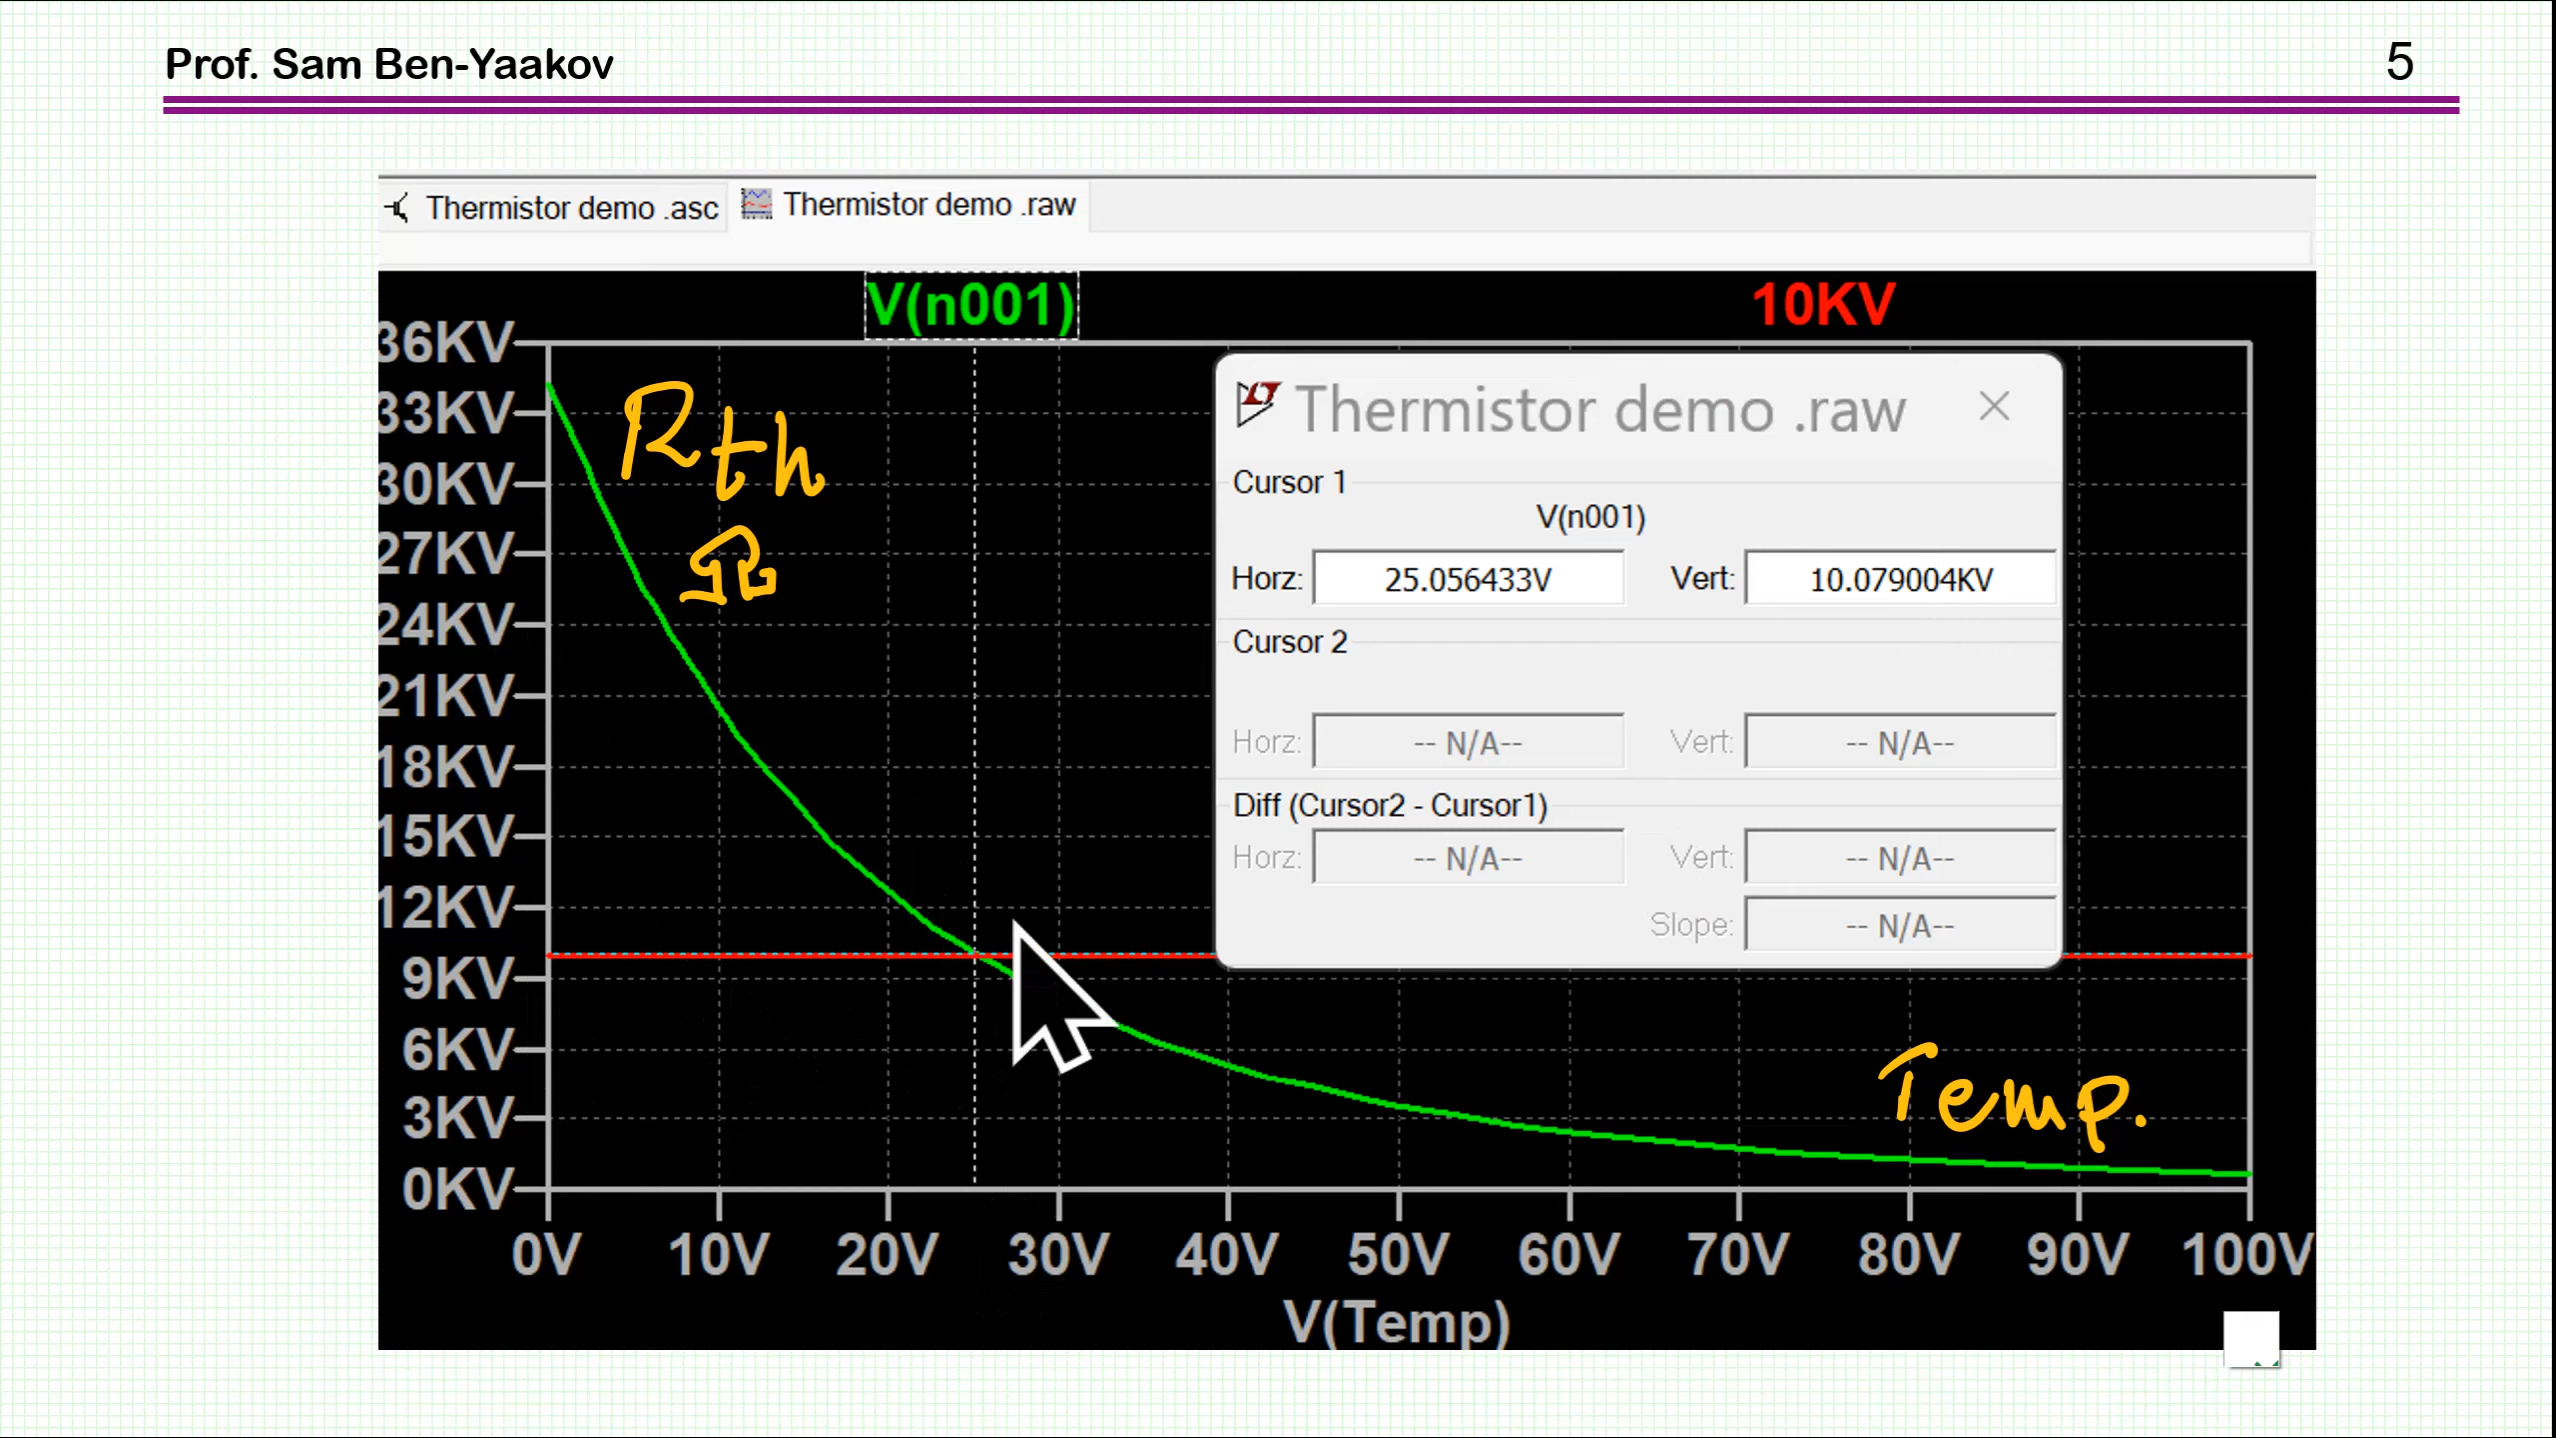 Prof. Sam Ben-Yaakov
5
Thermistor demo .asc
Thermistor demo .raw
V(n001)
10KV
36KV
33KV
30KV
27KV
24KV
21KV
18KV
15KV
12KV
9KV
6KV
3KV
0KV
Rth
Ω
Thermistor demo .raw
Cursor 1
V(n001)
Horz: 25.056433V Vert: 10.079004KV
Cursor 2
Horz: -- N/A-- Vert: -- N/A--
Diff (Cursor2 - Cursor1)
Horz: -- N/A-- Vert: -- N/A--
Slope: -- N/A--
Temp.
0V 10V 20V 30V 40V 50V 60V 70V 80V 90V 100V
V(Temp)